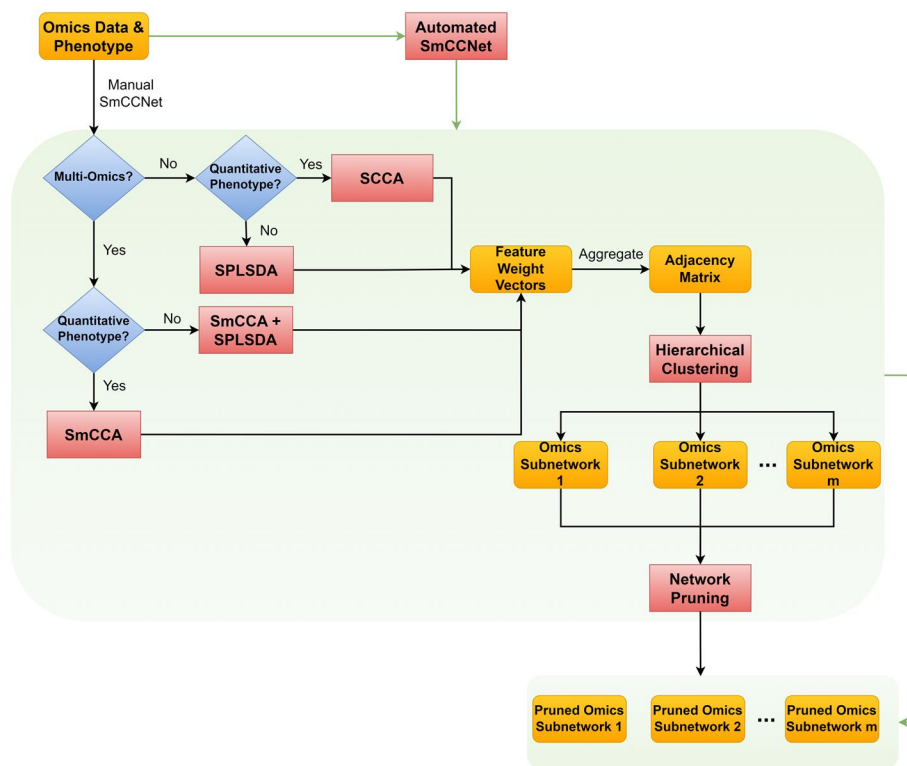 Omics Data &
Phenotype
Automated
SmCCNet
Manual
SmCCNet
Multi-Omics?
No
Quantitative
Phenotype?
Yes
SCCA
No
Yes
SPLSDA
Feature
Weight
Vectors
Aggregate
Adjacency
Matrix
Quantitative
Phenotype?
No
SmCCA +
SPLSDA
Hierarchical
Clustering
Yes
SmCCA
Omics
Subnetwork
1
Omics
Subnetwork
2
...
Omics
Subnetwork
m
Network
Pruning
Pruned Omics
Subnetwork 1
Pruned Omics
Subnetwork 2
...
Pruned Omics
Subnetwork m